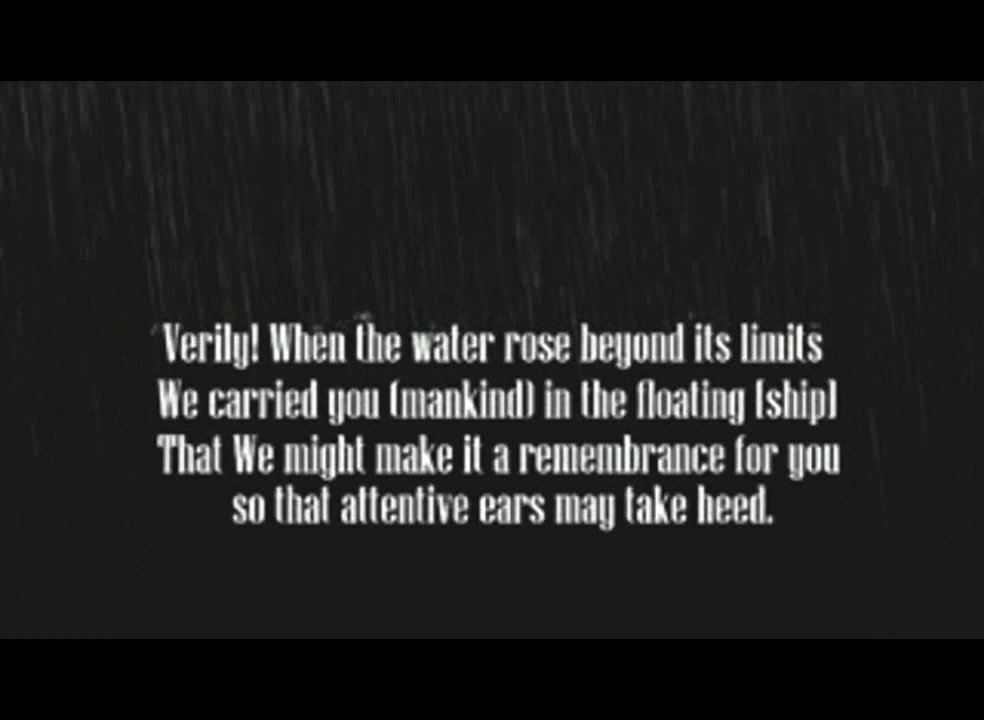 Verily! When the water rose beyond its limits
We carried you (mankind) in the floating [ship]
That We might make it a remembrance for you
so that attentive ears may take heed.